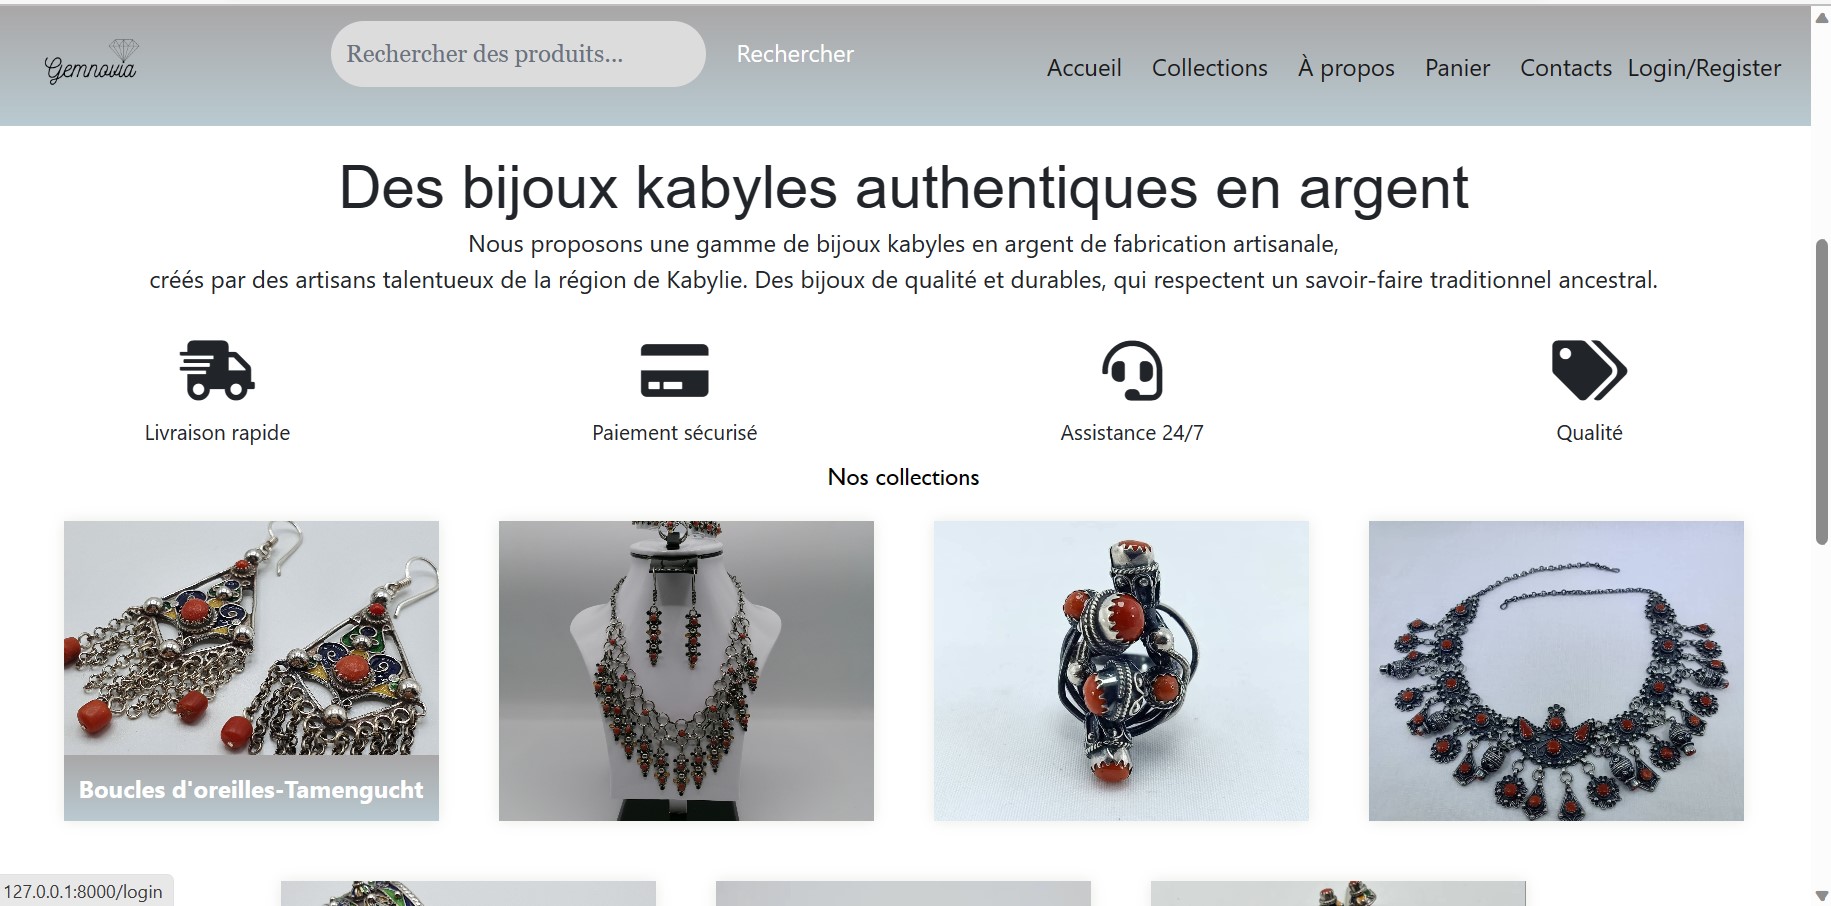 Gemnovia
Rechercher des produits...
Rechercher
Accueil
Collections
À propos
Panier
Contacts
Login/Register
Des bijoux kabyles authentiques en argent
Nous proposons une gamme de bijoux kabyles en argent de fabrication artisanale,
créés par des artisans talentueux de la région de Kabylie. Des bijoux de qualité et durables, qui respectent un savoir-faire traditionnel ancestral.
Livraison rapide
Paiement sécurisé
Assistance 24/7
Qualité
Nos collections
Boucles d'oreilles-Tamengucht
127.0.0.1:8000/login